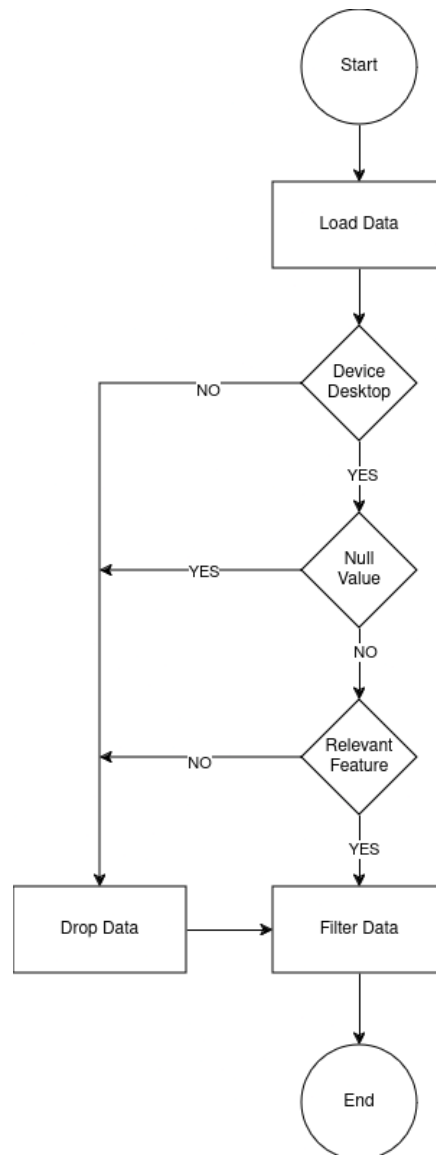 Start
Load Data
Device
Desktop
NO
YES
Null
Value
YES
NO
Relevant
Feature
NO
YES
Drop Data
Filter Data
End